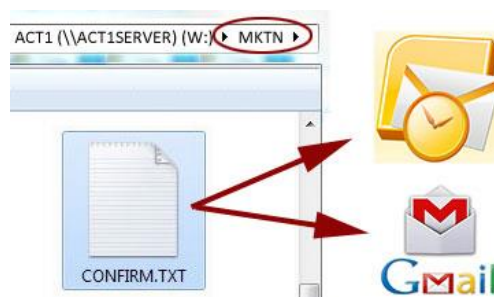 ACT1 (\\ACT1SERVER) (W:) ▸ MKTN ▸
CONFIRM.TXT
Gmail